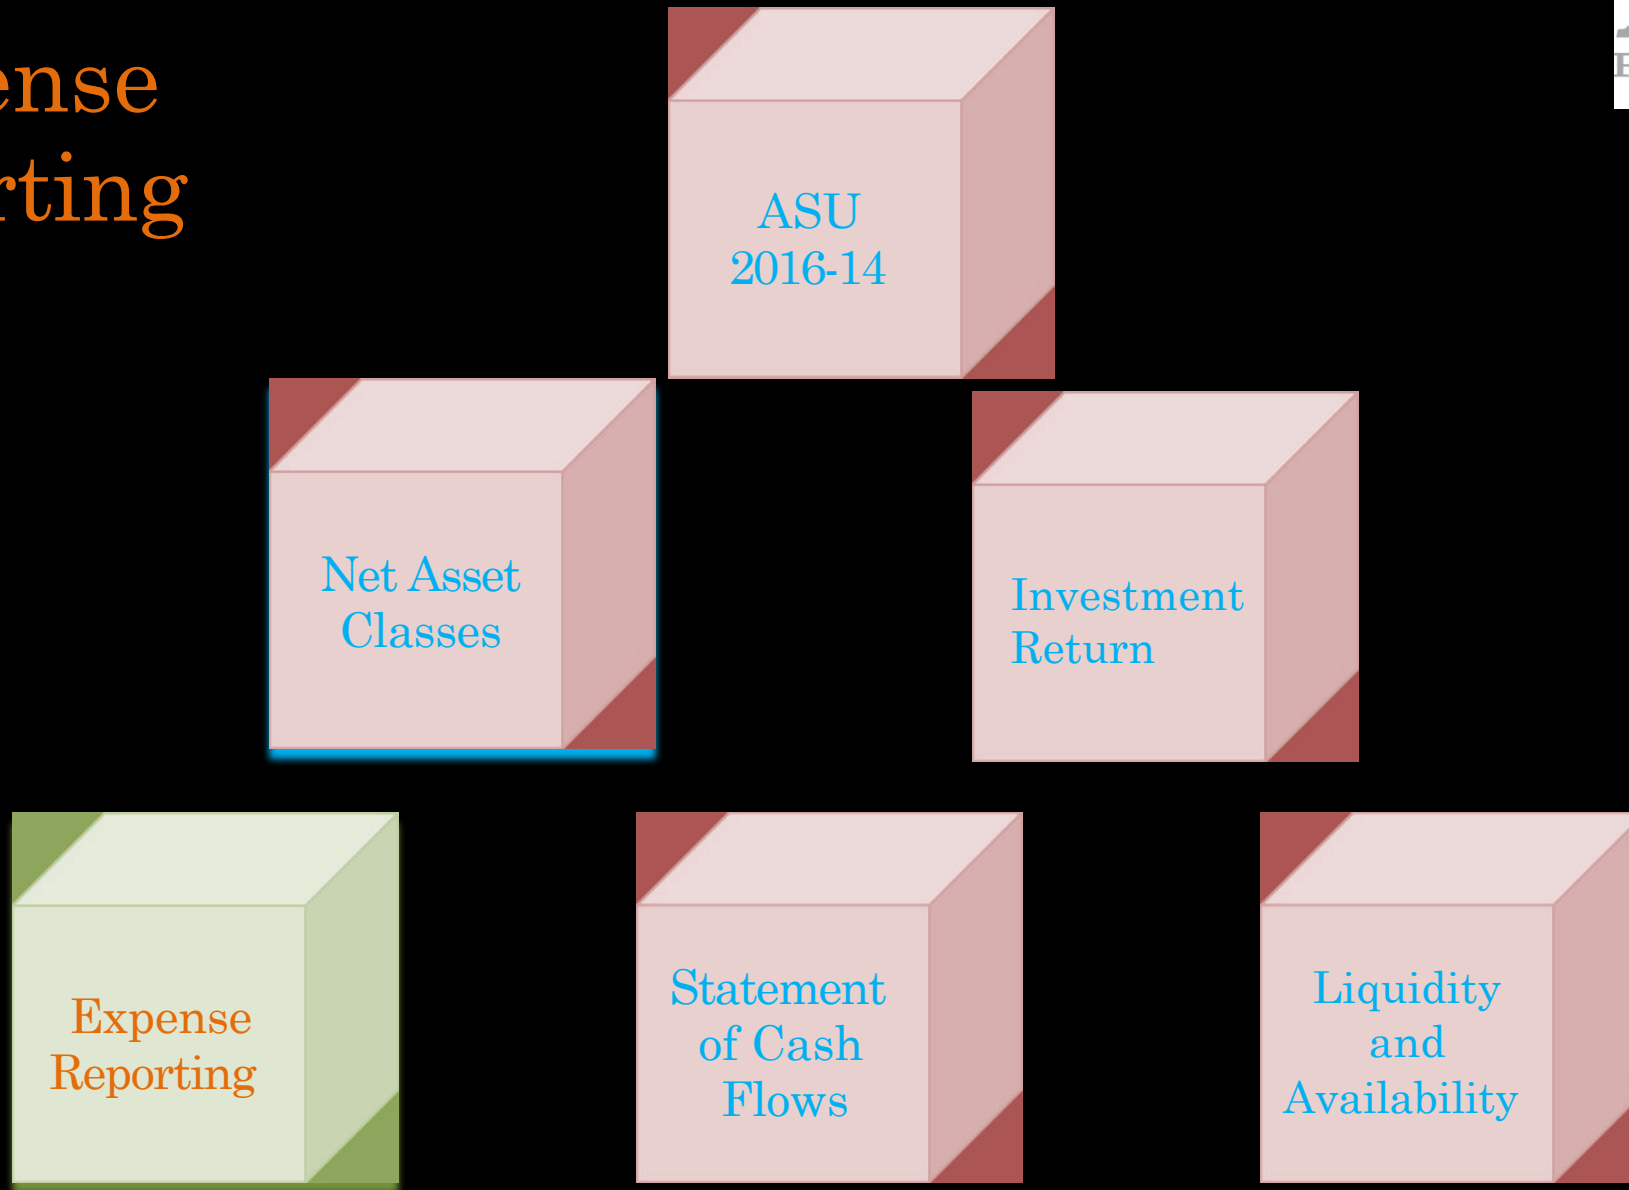 ense
rting
ASU
2016-14
Net Asset
Classes
Investment
Return
Expense
Reporting
Statement
of Cash
Flows
Liquidity
and
Availability